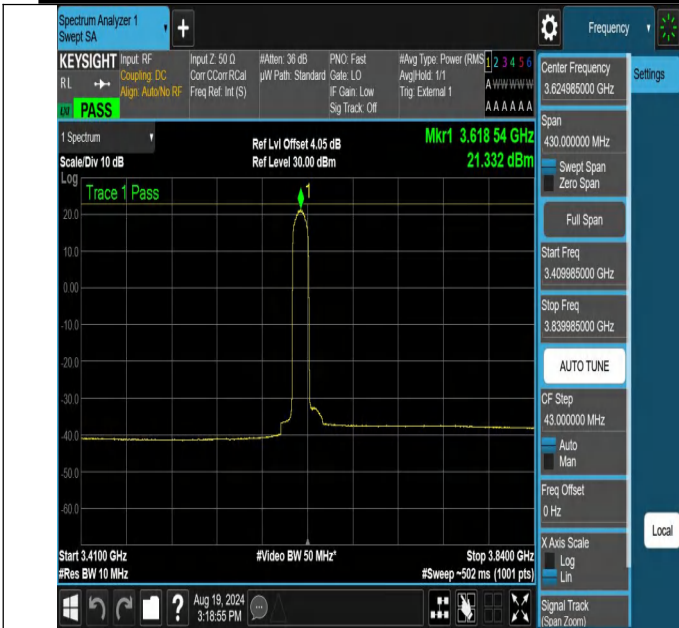 Spectrum Analyzer 1
Swept SA
+
Frequency
KEYSIGHT
RL
PASS
Input: RF
Coupling: DC
Align: Auto/No RF
Input Z: 50 Ω
Corr CCorr RCal
Freq Ref: Int (S)
#Atten: 36 dB
µW Path: Standard
PNO: Fast
Gate: LO
IF Gain: Low
Sig Track: Off
#Avg Type: Power (RMS)
Avg|Hold: 1/1
Trig: External 1
1 2 3 4 5 6
A W W W W W
A A A A A A
1 Spectrum
Scale/Div 10 dB
Ref Lvl Offset 4.05 dB
Ref Level 30.00 dBm
Mkr1 3.618 54 GHz
21.332 dBm
Log
Trace 1 Pass
1
20.0
10.0
0.00
-10.0
-20.0
-30.0
-40.0
-50.0
-60.0
Start 3.4100 GHz
#Res BW 10 MHz
#Video BW 50 MHz*
Stop 3.8400 GHz
#Sweep ~502 ms (1001 pts)
Aug 19, 2024
3:18:55 PM
Center Frequency
3.624985000 GHz
Settings
Span
430.000000 MHz
Swept Span
Zero Span
Full Span
Start Freq
3.409985000 GHz
Stop Freq
3.839985000 GHz
AUTO TUNE
CF Step
43.000000 MHz
Auto
Man
Freq Offset
0 Hz
X Axis Scale
Log
Lin
Local
Signal Track
(Span Zoom)